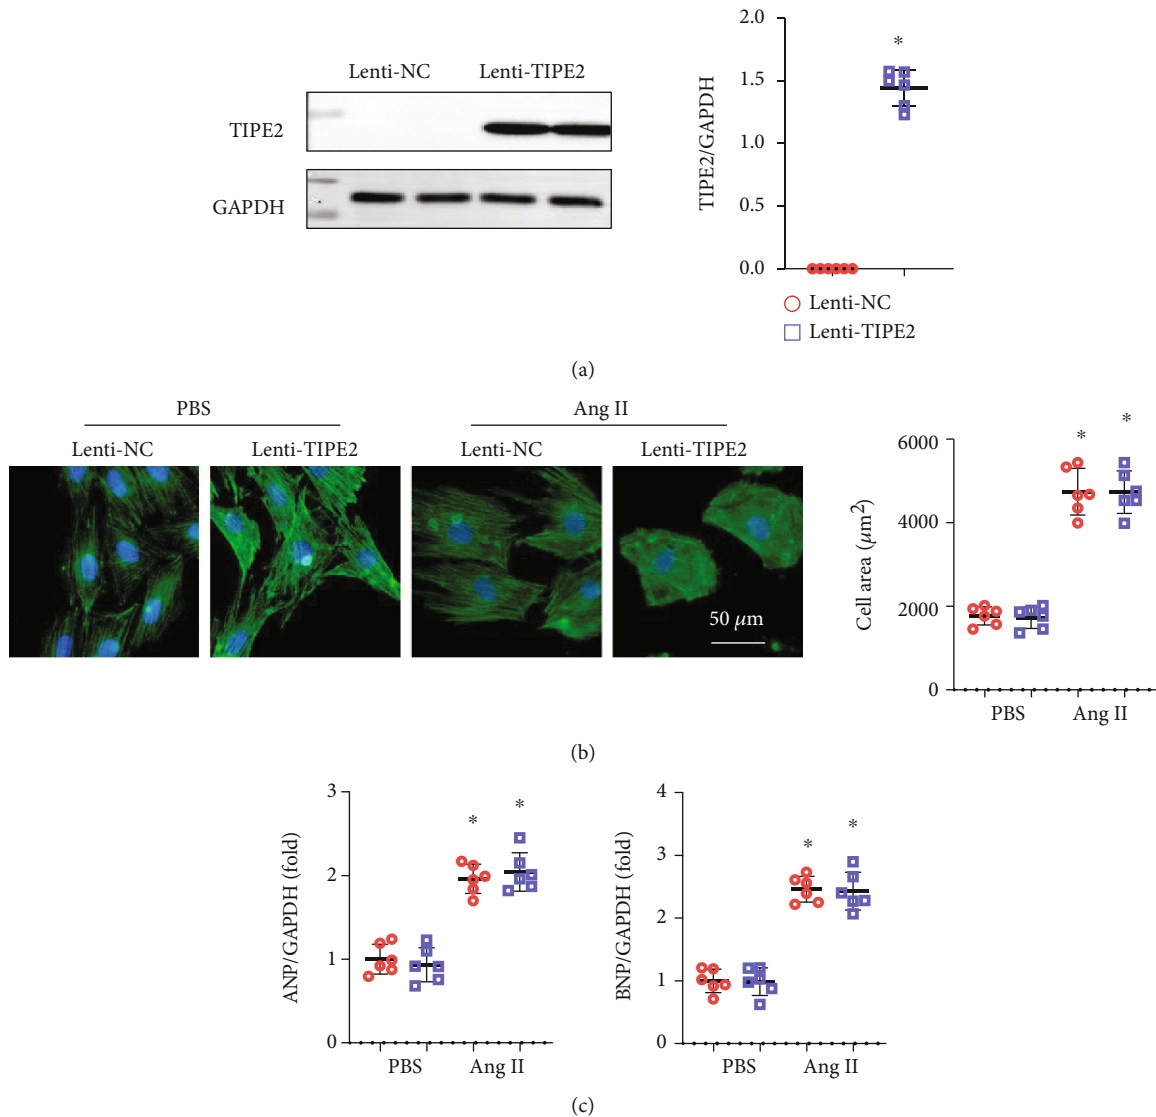 Lenti-NC Lenti-TIPE2
TIPE2
GAPDH
TIPE2/GAPDH
2.0
1.5
1.0
0.5
0.0
*
Lenti-NC
Lenti-TIPE2
(a)
PBS Ang II
Lenti-NC Lenti-TIPE2 Lenti-NC Lenti-TIPE2
50 μm
Cell area (μm²)
6000
4000
2000
0
* *
PBS Ang II
(b)
ANP/GAPDH (fold)
3
2
1
0
* *
PBS Ang II
BNP/GAPDH (fold)
4
3
2
1
0
* *
PBS Ang II
(c)